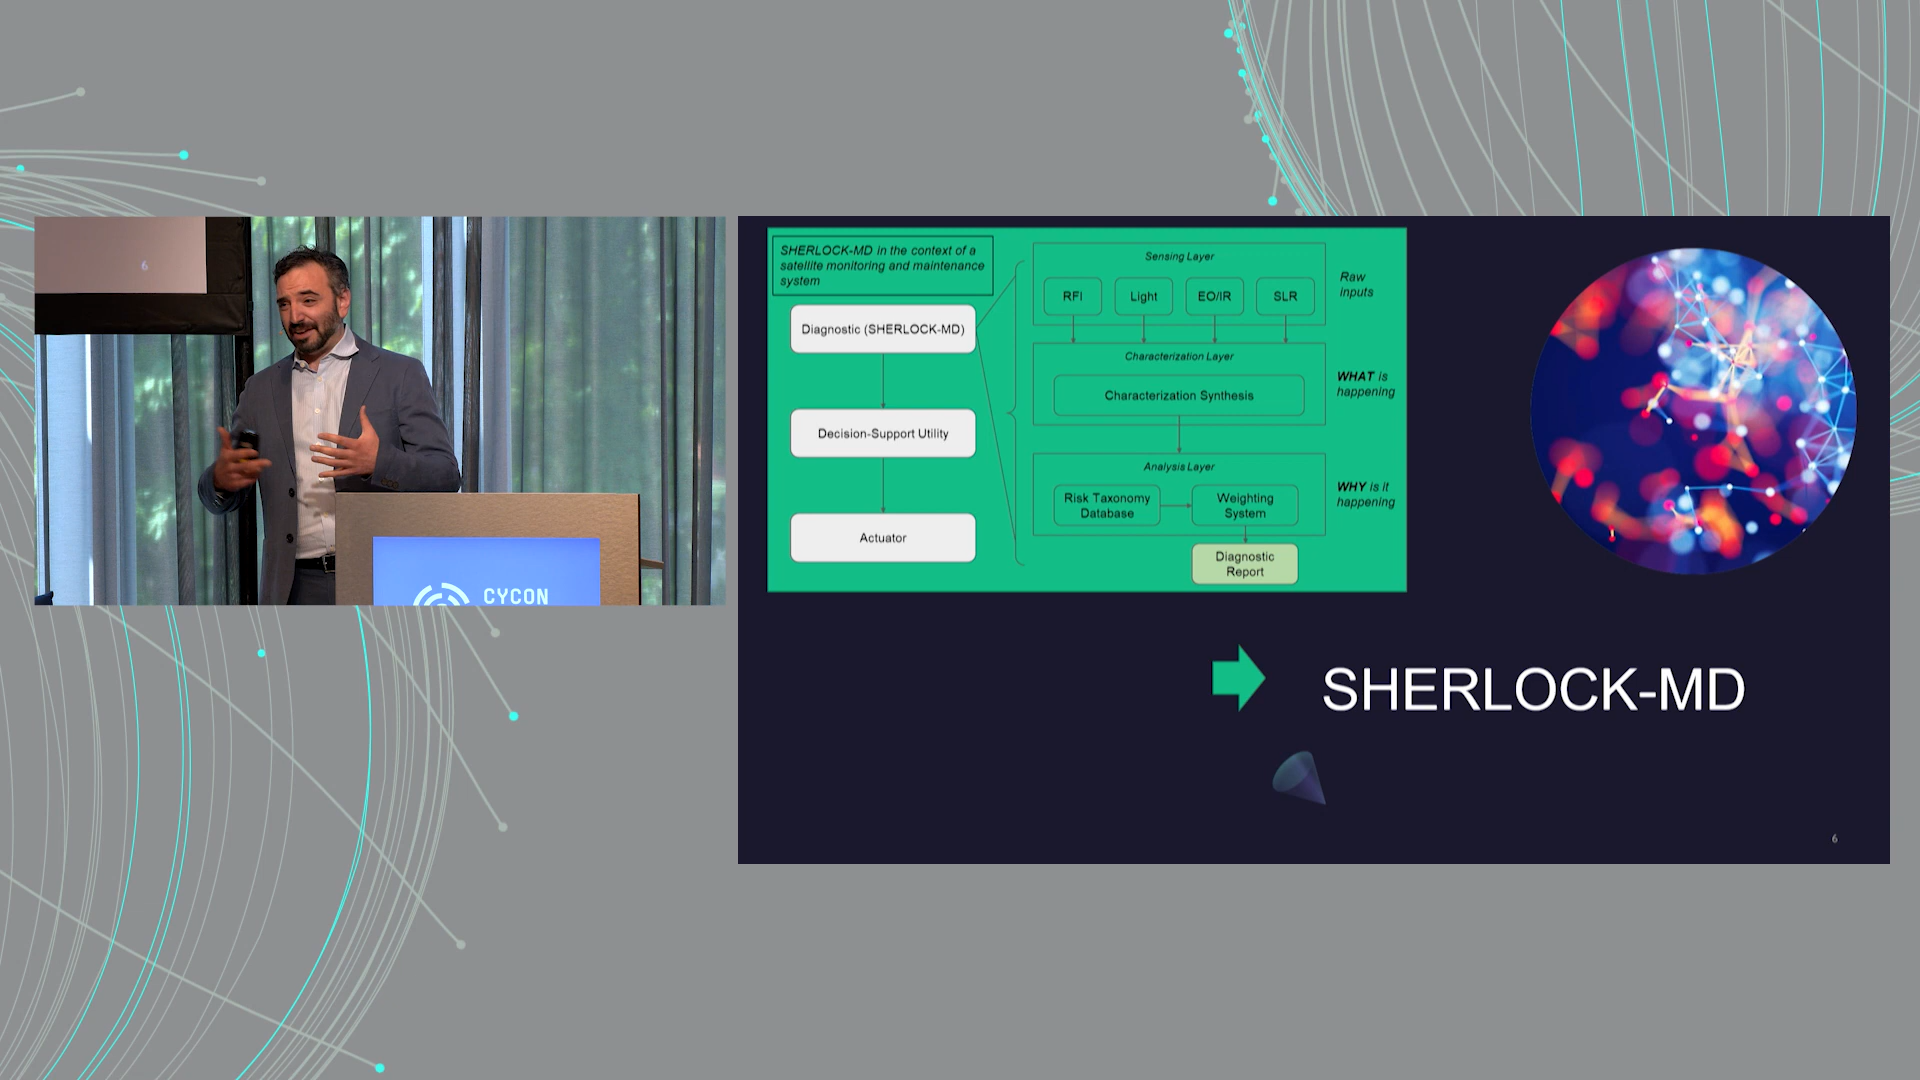 6
CYCON
SHERLOCK-MD in the context of a
satellite monitoring and maintenance
system
Diagnostic (SHERLOCK-MD)
Decision-Support Utility
Actuator
Sensing Layer
RFI
Light
EO/IR
SLR
Raw
inputs
Characterization Layer
Characterization Synthesis
WHAT is
happening
Analysis Layer
Risk Taxonomy
Database
Weighting
System
WHY is it
happening
Diagnostic
Report
SHERLOCK-MD
6